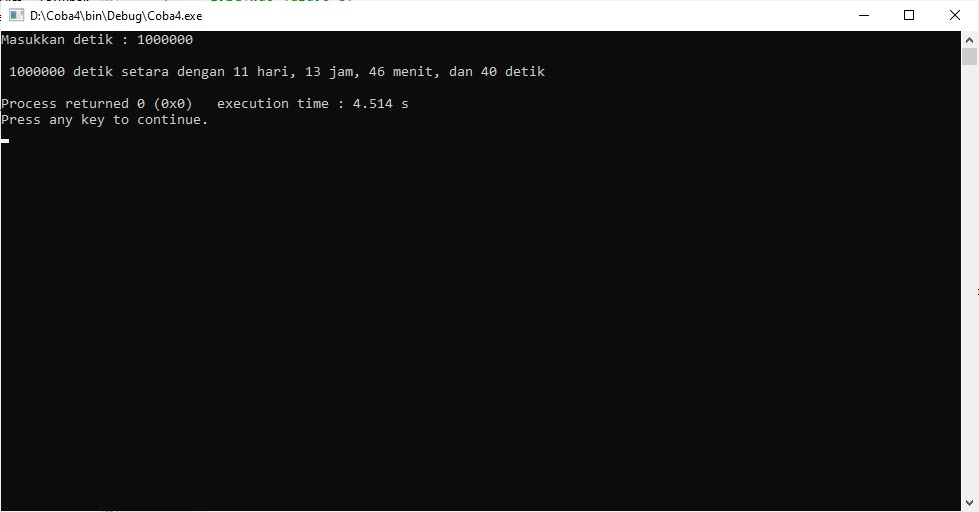 D:\Coba4\bin\Debug\Coba4.exe
Masukkan detik : 1000000
1000000 detik setara dengan 11 hari, 13 jam, 46 menit, dan 40 detik
Process returned 0 (0x0)   execution time : 4.514 s
Press any key to continue.